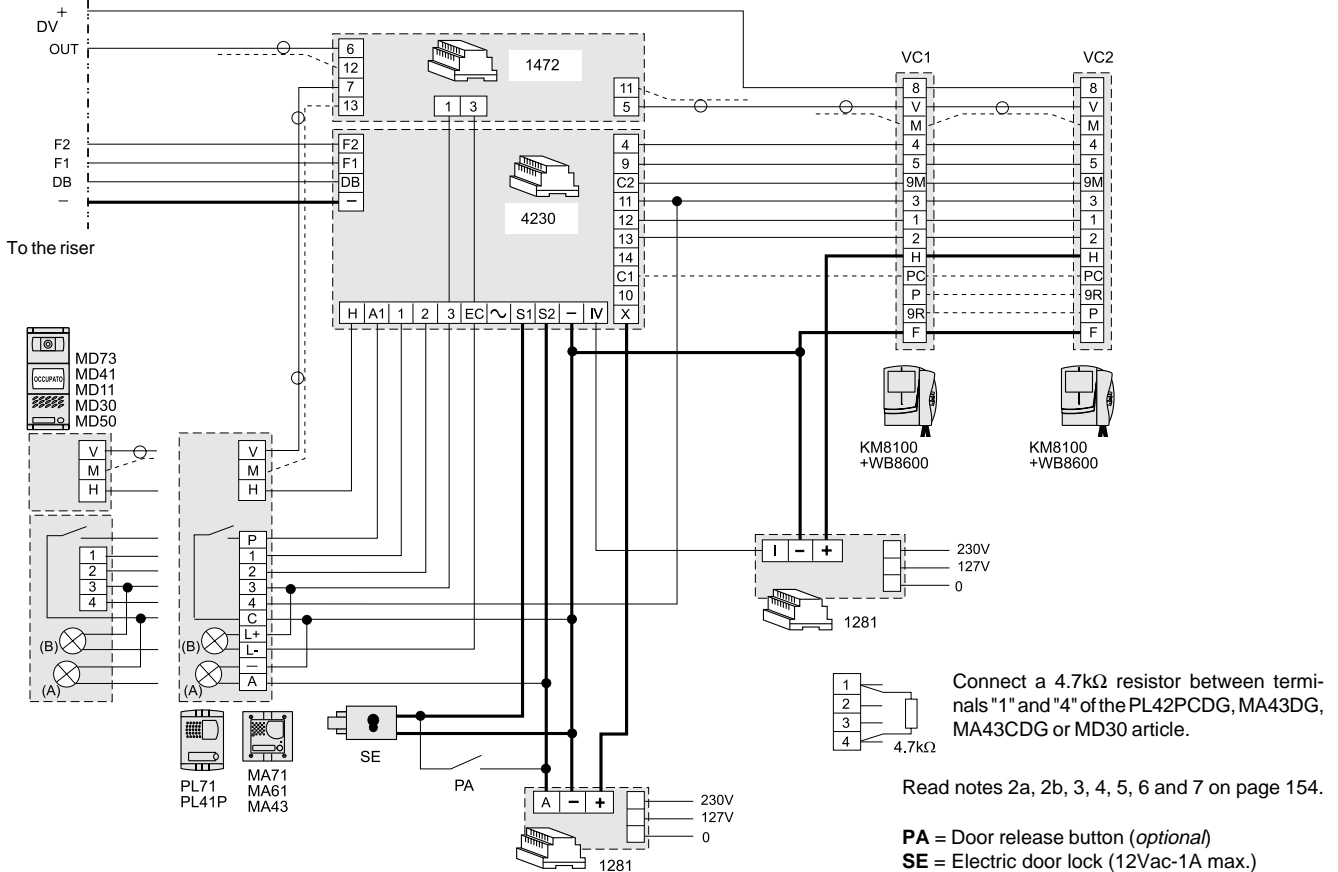 +
DV
OUT
F2
F1
DB
−
To the riser
6
12
7
13
1472
1 3
11
5
F2
F1
DB
−
4230
4
9
C2
11
12
13
14
C1
10
X
H A1 1 2 3 EC ∿ S1 S2 − IV
VC1
8
V
M
4
5
9M
3
1
2
H
PC
P
9R
F
VC2
8
V
M
4
5
9M
3
1
2
H
PC
9R
P
F
KM8100
+WB8600
KM8100
+WB8600
OCCUPATO
MD73
MD41
MD11
MD30
MD50
V
M
H
1
2
3
4
(B)
(A)
V
M
H
P
1
2
3
4
C
L+
L-
−
A
(B)
(A)
PL71
PL41P
MA71
MA61
MA43
SE
PA
A − +
230V
127V
0
1281
I − +
230V
127V
0
1281
1
2
3
4
4.7kΩ
Connect a 4.7kΩ resistor between termi-
nals "1" and "4" of the PL42PCDG, MA43DG,
MA43CDG or MD30 article.
Read notes 2a, 2b, 3, 4, 5, 6 and 7 on page 154.
PA = Door release button (optional)
SE = Electric door lock (12Vac-1A max.)